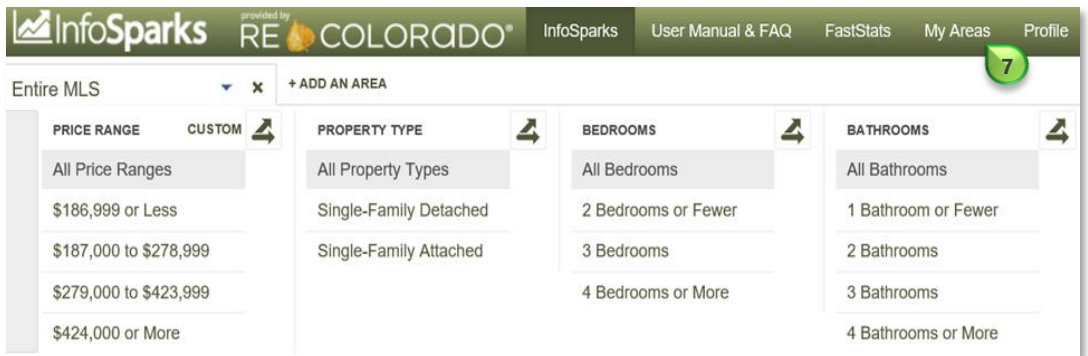 InfoSparks provided by RE COLORADO® InfoSparks User Manual & FAQ FastStats My Areas Profile
7
Entire MLS × + ADD AN AREA
PRICE RANGE CUSTOM PROPERTY TYPE BEDROOMS BATHROOMS
All Price Ranges All Property Types All Bedrooms All Bathrooms
$186,999 or Less Single-Family Detached 2 Bedrooms or Fewer 1 Bathroom or Fewer
$187,000 to $278,999 Single-Family Attached 3 Bedrooms 2 Bathrooms
$279,000 to $423,999 4 Bedrooms or More 3 Bathrooms
$424,000 or More 4 Bathrooms or More